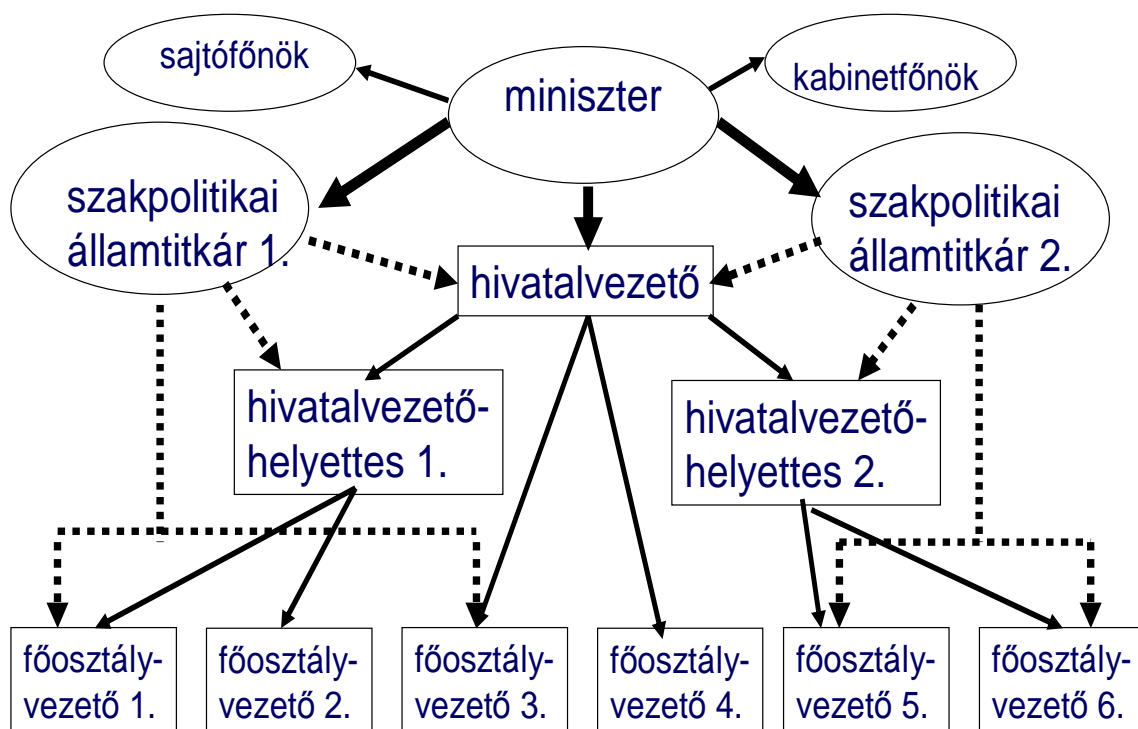 sajtófőnök
kabinetfőnök
miniszter
szakpolitikai
államtitkár 1.
szakpolitikai
államtitkár 2.
hivatalvezető
hivatalvezető-
helyettes 1.
hivatalvezető-
helyettes 2.
főosztály-
vezető 1.
főosztály-
vezető 2.
főosztály-
vezető 3.
főosztály-
vezető 4.
főosztály-
vezető 5.
főosztály-
vezető 6.